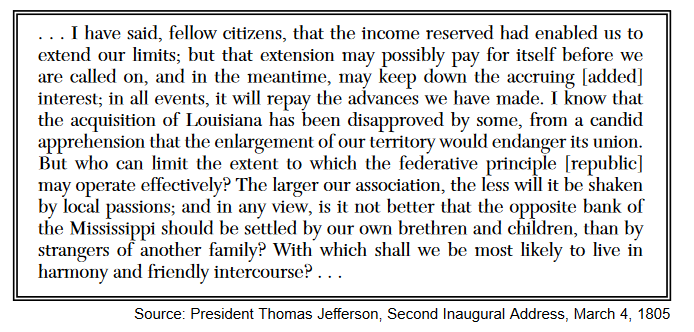 . . . I have said, fellow citizens, that the income reserved had enabled us to
extend our limits; but that extension may possibly pay for itself before we
are called on, and in the meantime, may keep down the accruing [added]
interest; in all events, it will repay the advances we have made. I know that
the acquisition of Louisiana has been disapproved by some, from a candid
apprehension that the enlargement of our territory would endanger its union.
But who can limit the extent to which the federative principle [republic]
may operate effectively? The larger our association, the less will it be shaken
by local passions; and in any view, is it not better that the opposite bank of
the Mississippi should be settled by our own brethren and children, than by
strangers of another family? With which shall we be most likely to live in
harmony and friendly intercourse? . . .
Source: President Thomas Jefferson, Second Inaugural Address, March 4, 1805